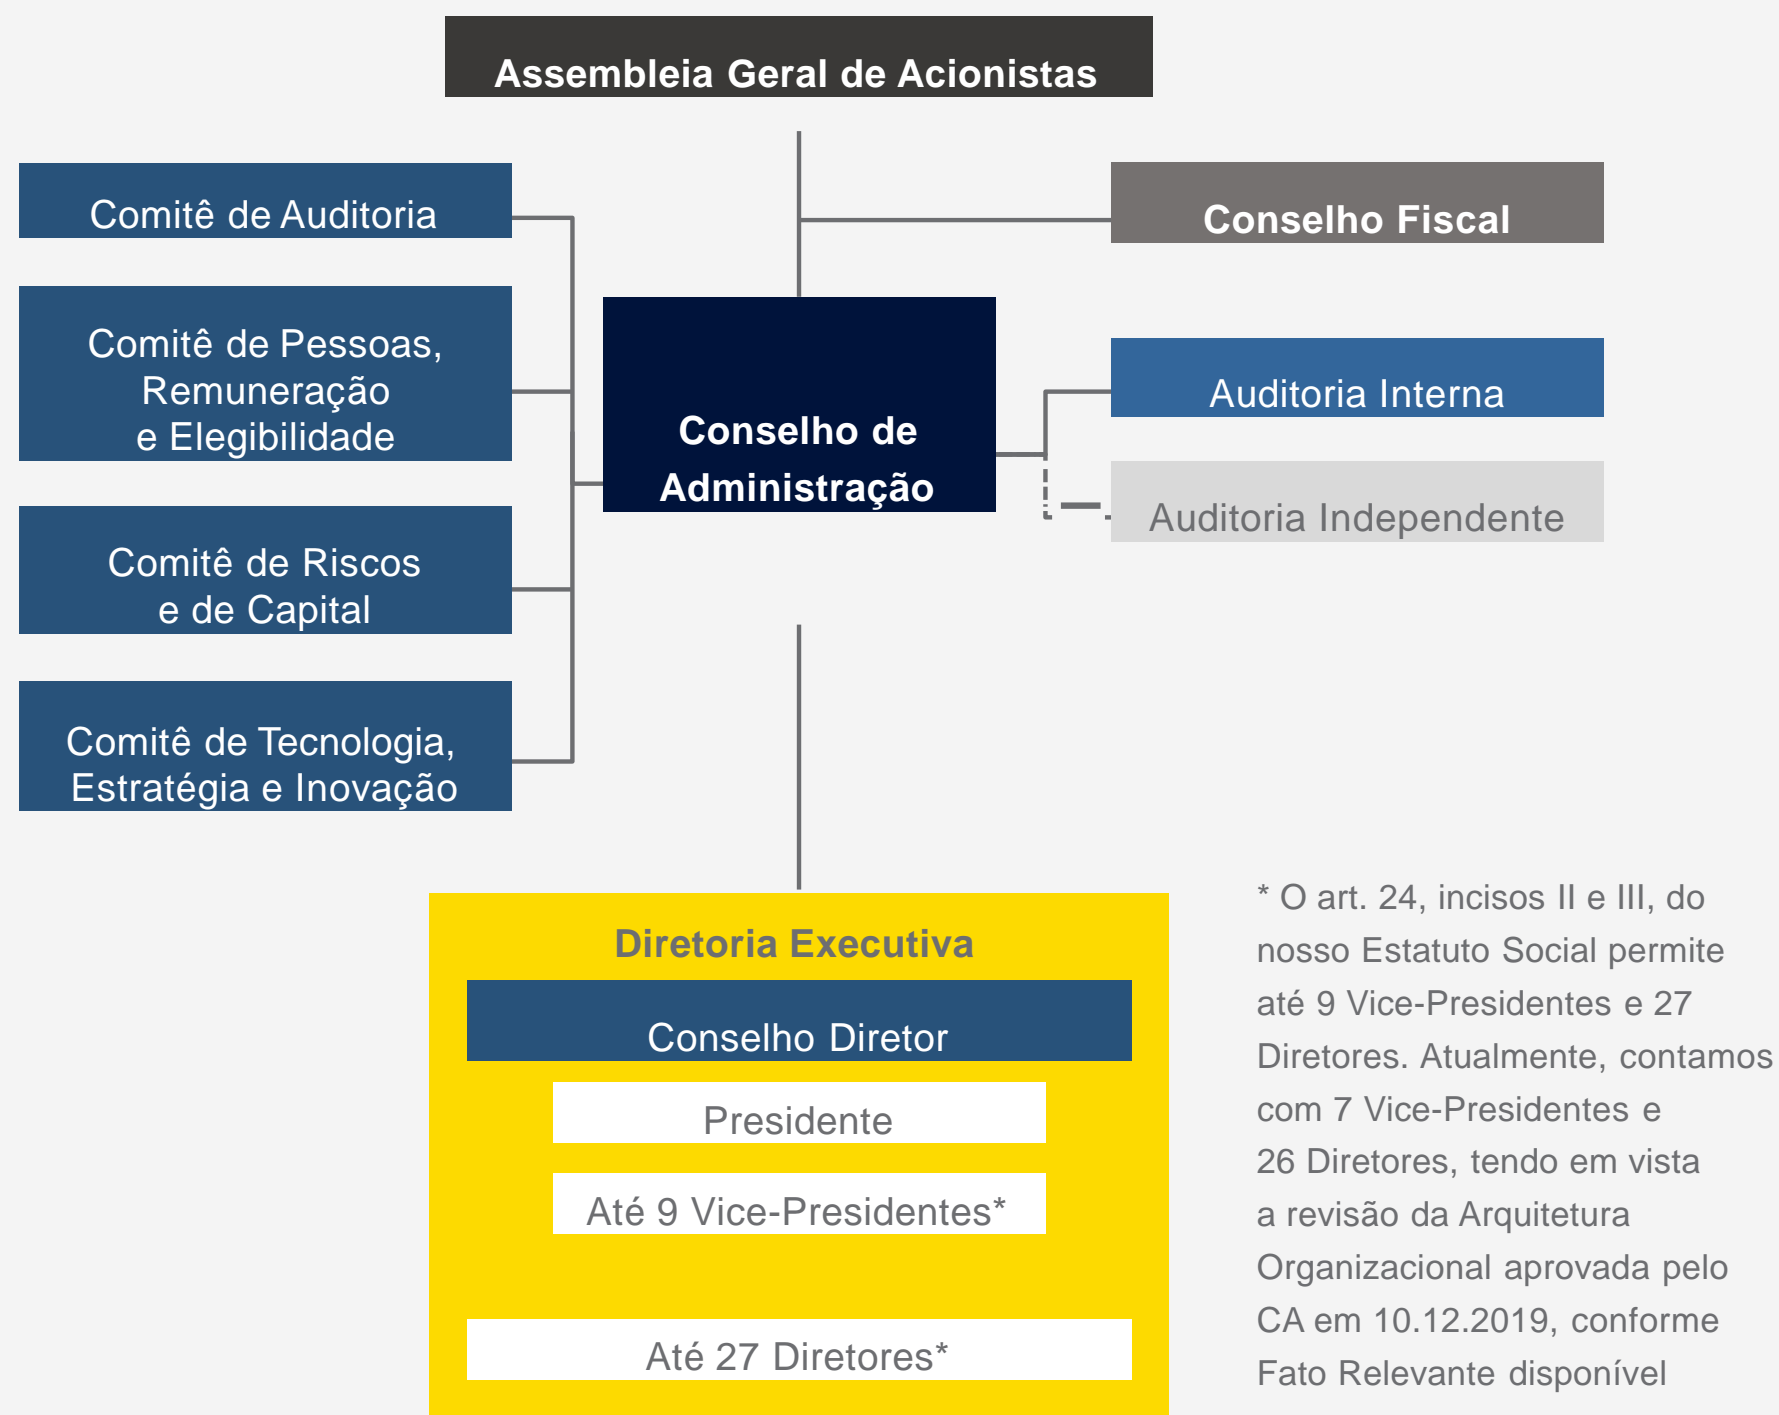 Assembleia Geral de Acionistas
Comitê de Auditoria
Conselho Fiscal
Comitê de Pessoas,
Remuneração
e Elegibilidade
Conselho de
Administração
Auditoria Interna
Auditoria Independente
Comitê de Riscos
e de Capital
Comitê de Tecnologia,
Estratégia e Inovação
Diretoria Executiva
Conselho Diretor
Presidente
Até 9 Vice-Presidentes*
Até 27 Diretores*
* O art. 24, incisos II e III, do
nosso Estatuto Social permite
até 9 Vice-Presidentes e 27
Diretores. Atualmente, contamos
com 7 Vice-Presidentes e
26 Diretores, tendo em vista
a revisão da Arquitetura
Organizacional aprovada pelo
CA em 10.12.2019, conforme
Fato Relevante disponível